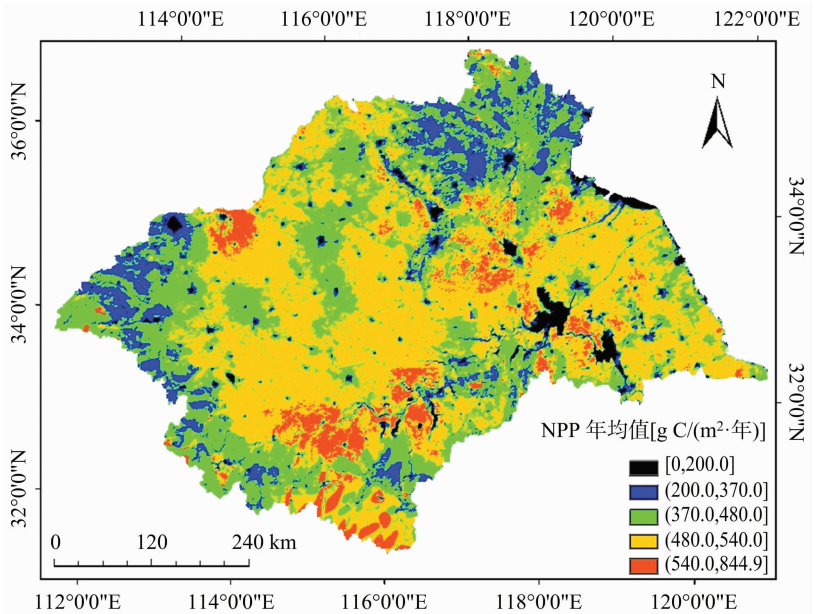 114°0'0"E 116°0'0"E 118°0'0"E 120°0'0"E 122°0'0"E
36°0'0"N
34°0'0"N
32°0'0"N
N
34°0'0"N
32°0'0"N
NPP 年均值[g C/(m²·年)]
[0,200.0]
(200.0,370.0]
(370.0,480.0]
(480.0,540.0]
(540.0,844.9]
0 120 240 km
112°0'0"E 114°0'0"E 116°0'0"E 118°0'0"E 120°0'0"E